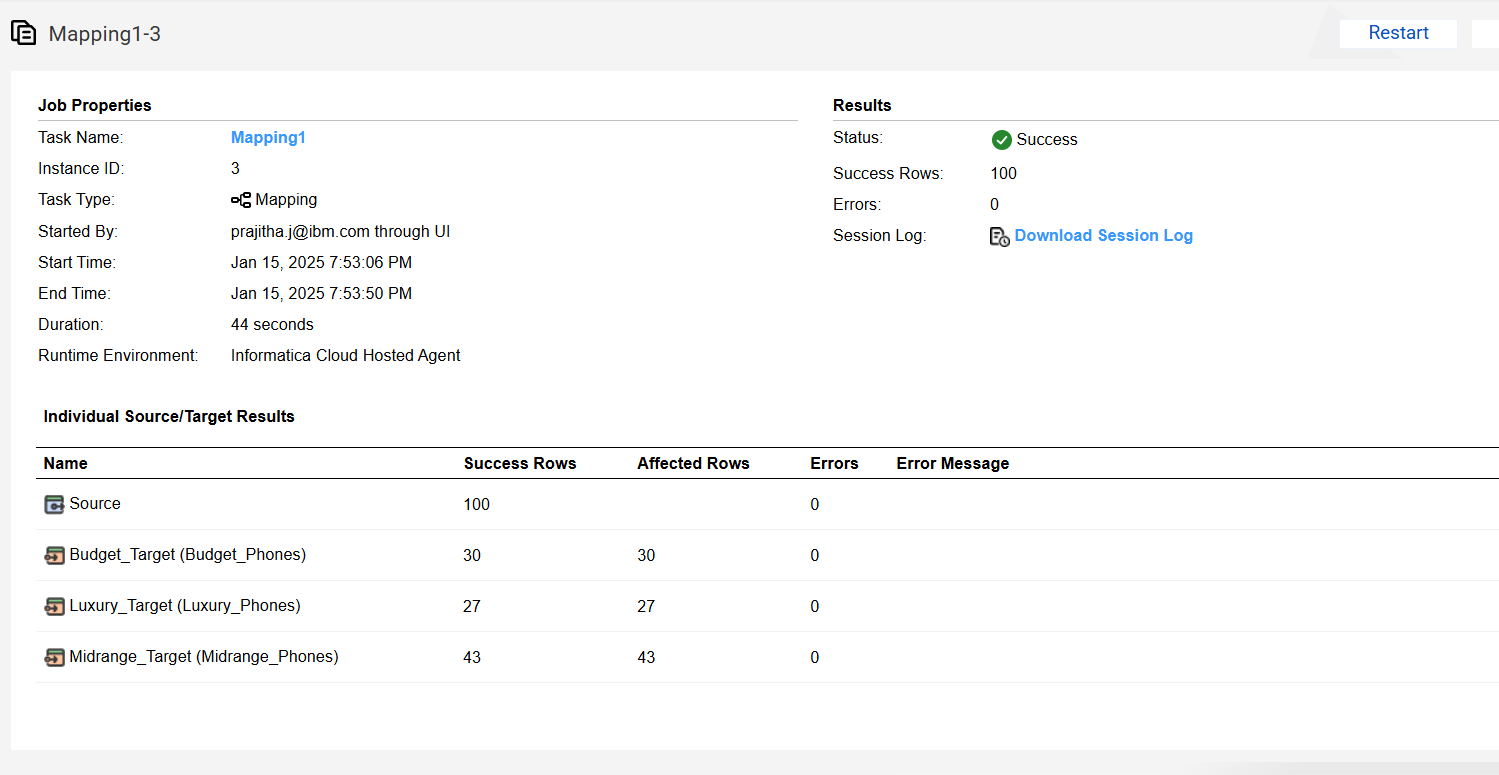 Mapping1-3
Restart
Job Properties
Task Name: Mapping1
Instance ID: 3
Task Type: Mapping
Started By: prajitha.j@ibm.com through UI
Start Time: Jan 15, 2025 7:53:06 PM
End Time: Jan 15, 2025 7:53:50 PM
Duration: 44 seconds
Runtime Environment: Informatica Cloud Hosted Agent
Results
Status: Success
Success Rows: 100
Errors: 0
Session Log: Download Session Log
Individual Source/Target Results
Name Success Rows Affected Rows Errors Error Message
Source 100 0
Budget_Target (Budget_Phones) 30 30 0
Luxury_Target (Luxury_Phones) 27 27 0
Midrange_Target (Midrange_Phones) 43 43 0